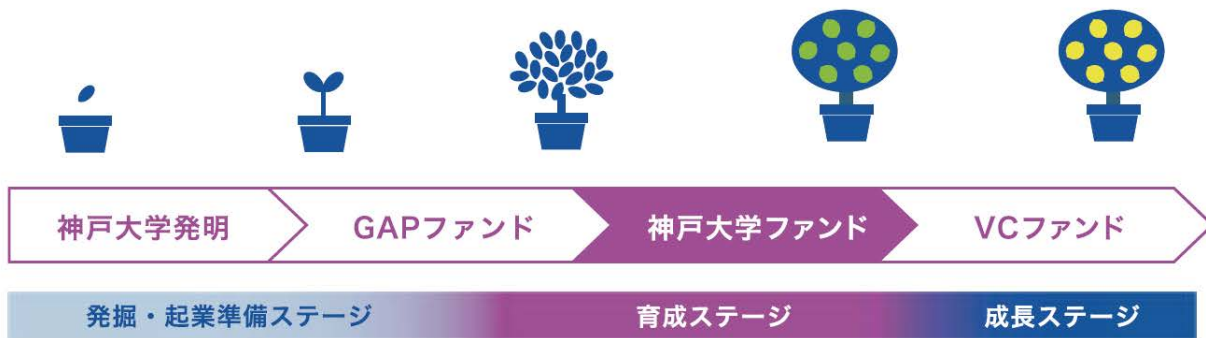 神戸大学発明
GAPファンド
神戸大学ファンド
VCファンド
発掘・起業準備ステージ
育成ステージ
成長ステージ